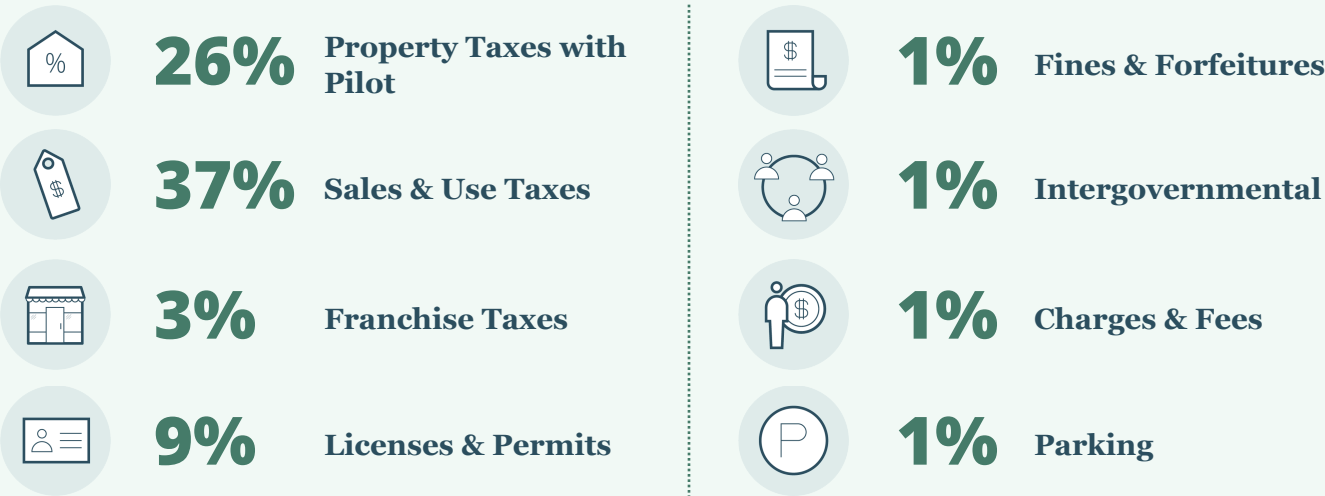 %
26%
Property Taxes with
Pilot
$
37%
Sales & Use Taxes
3%
Franchise Taxes
9%
Licenses & Permits
$
1%
Fines & Forfeitures
1%
Intergovernmental
$
1%
Charges & Fees
P
1%
Parking